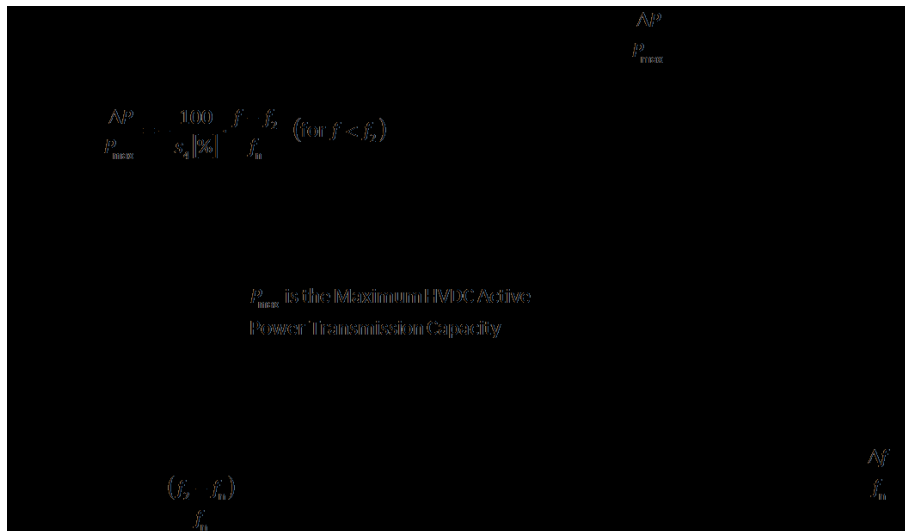 ΔP
P_max
ΔP/P_max = 100/s_4[%] · (f - f_2)/f_n (for f < f_2)
P_max is the Maximum HVDC Active
Power Transmission Capacity
Δf
f_n
(f_2 - f_n)
f_n